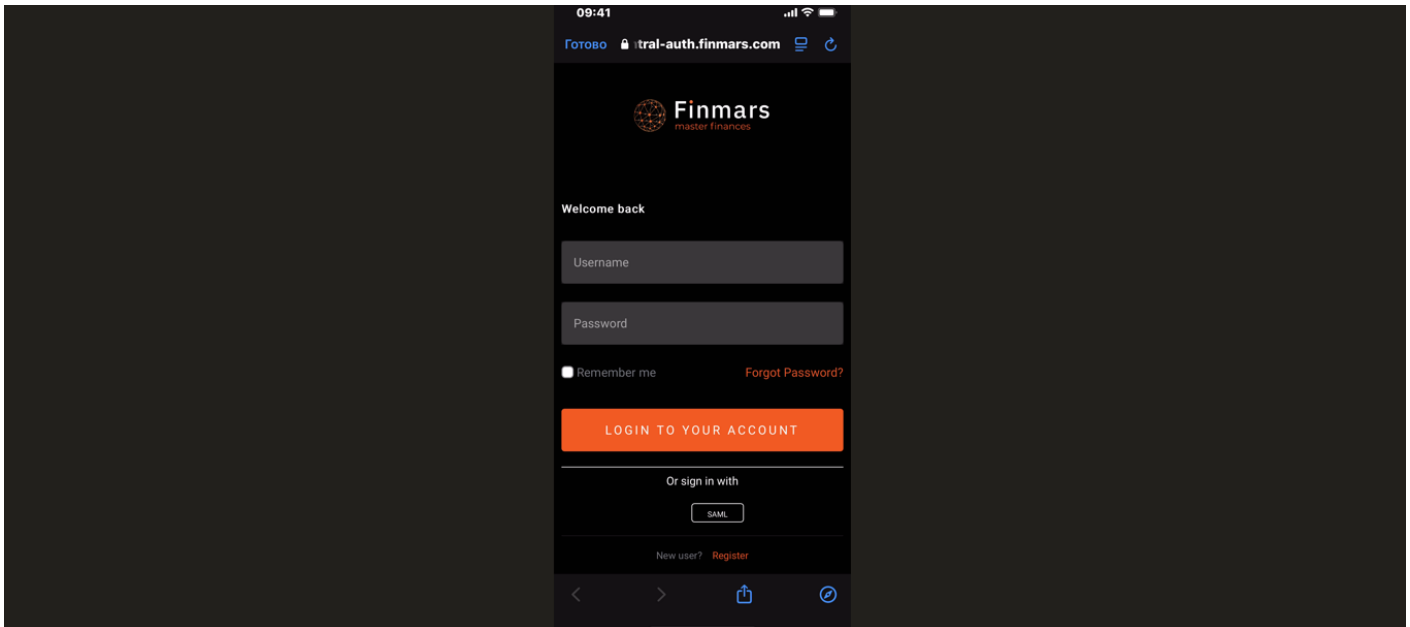 09:41
Готово tral-auth.finmars.com
Finmars
master finances
Welcome back
Username
Password
Remember me Forgot Password?
LOGIN TO YOUR ACCOUNT
Or sign in with
SAML
New user? Register